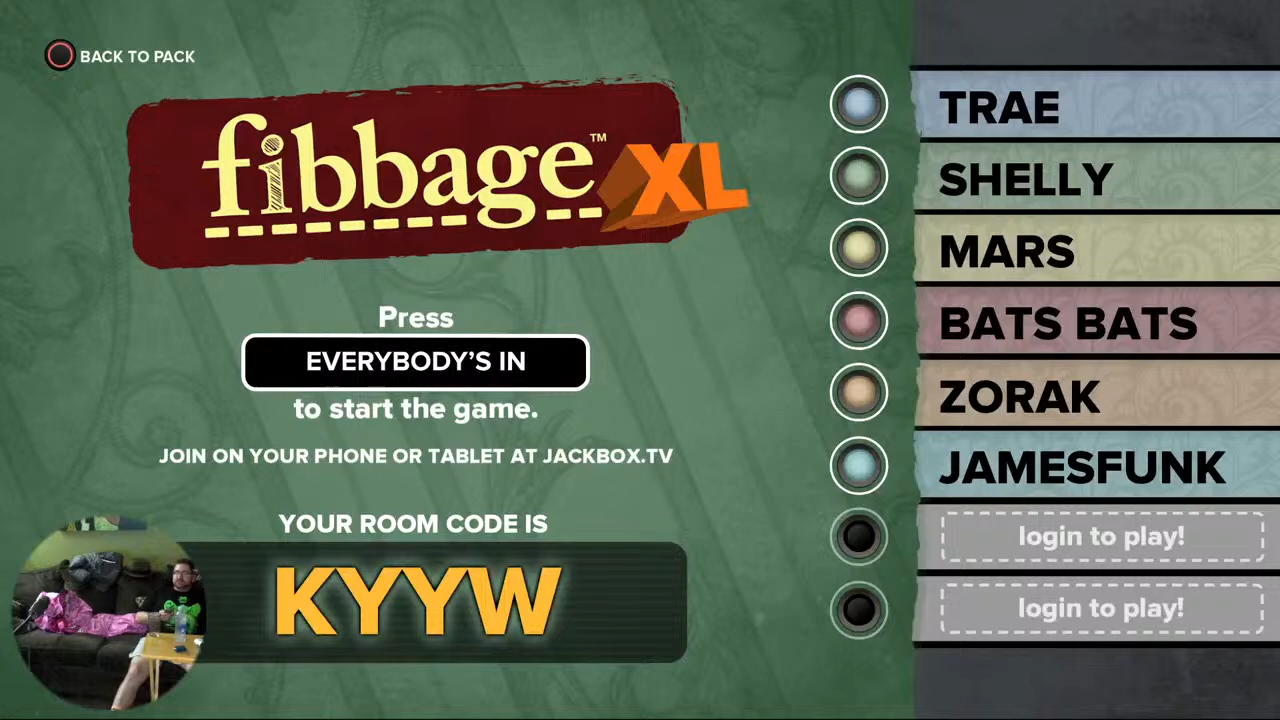 BACK TO PACK
fibbage™ XL
Press
EVERYBODY'S IN
to start the game.
JOIN ON YOUR PHONE OR TABLET AT JACKBOX.TV
YOUR ROOM CODE IS
KYYW
TRAE
SHELLY
MARS
BATS BATS
ZORAK
JAMESFUNK
login to play!
login to play!